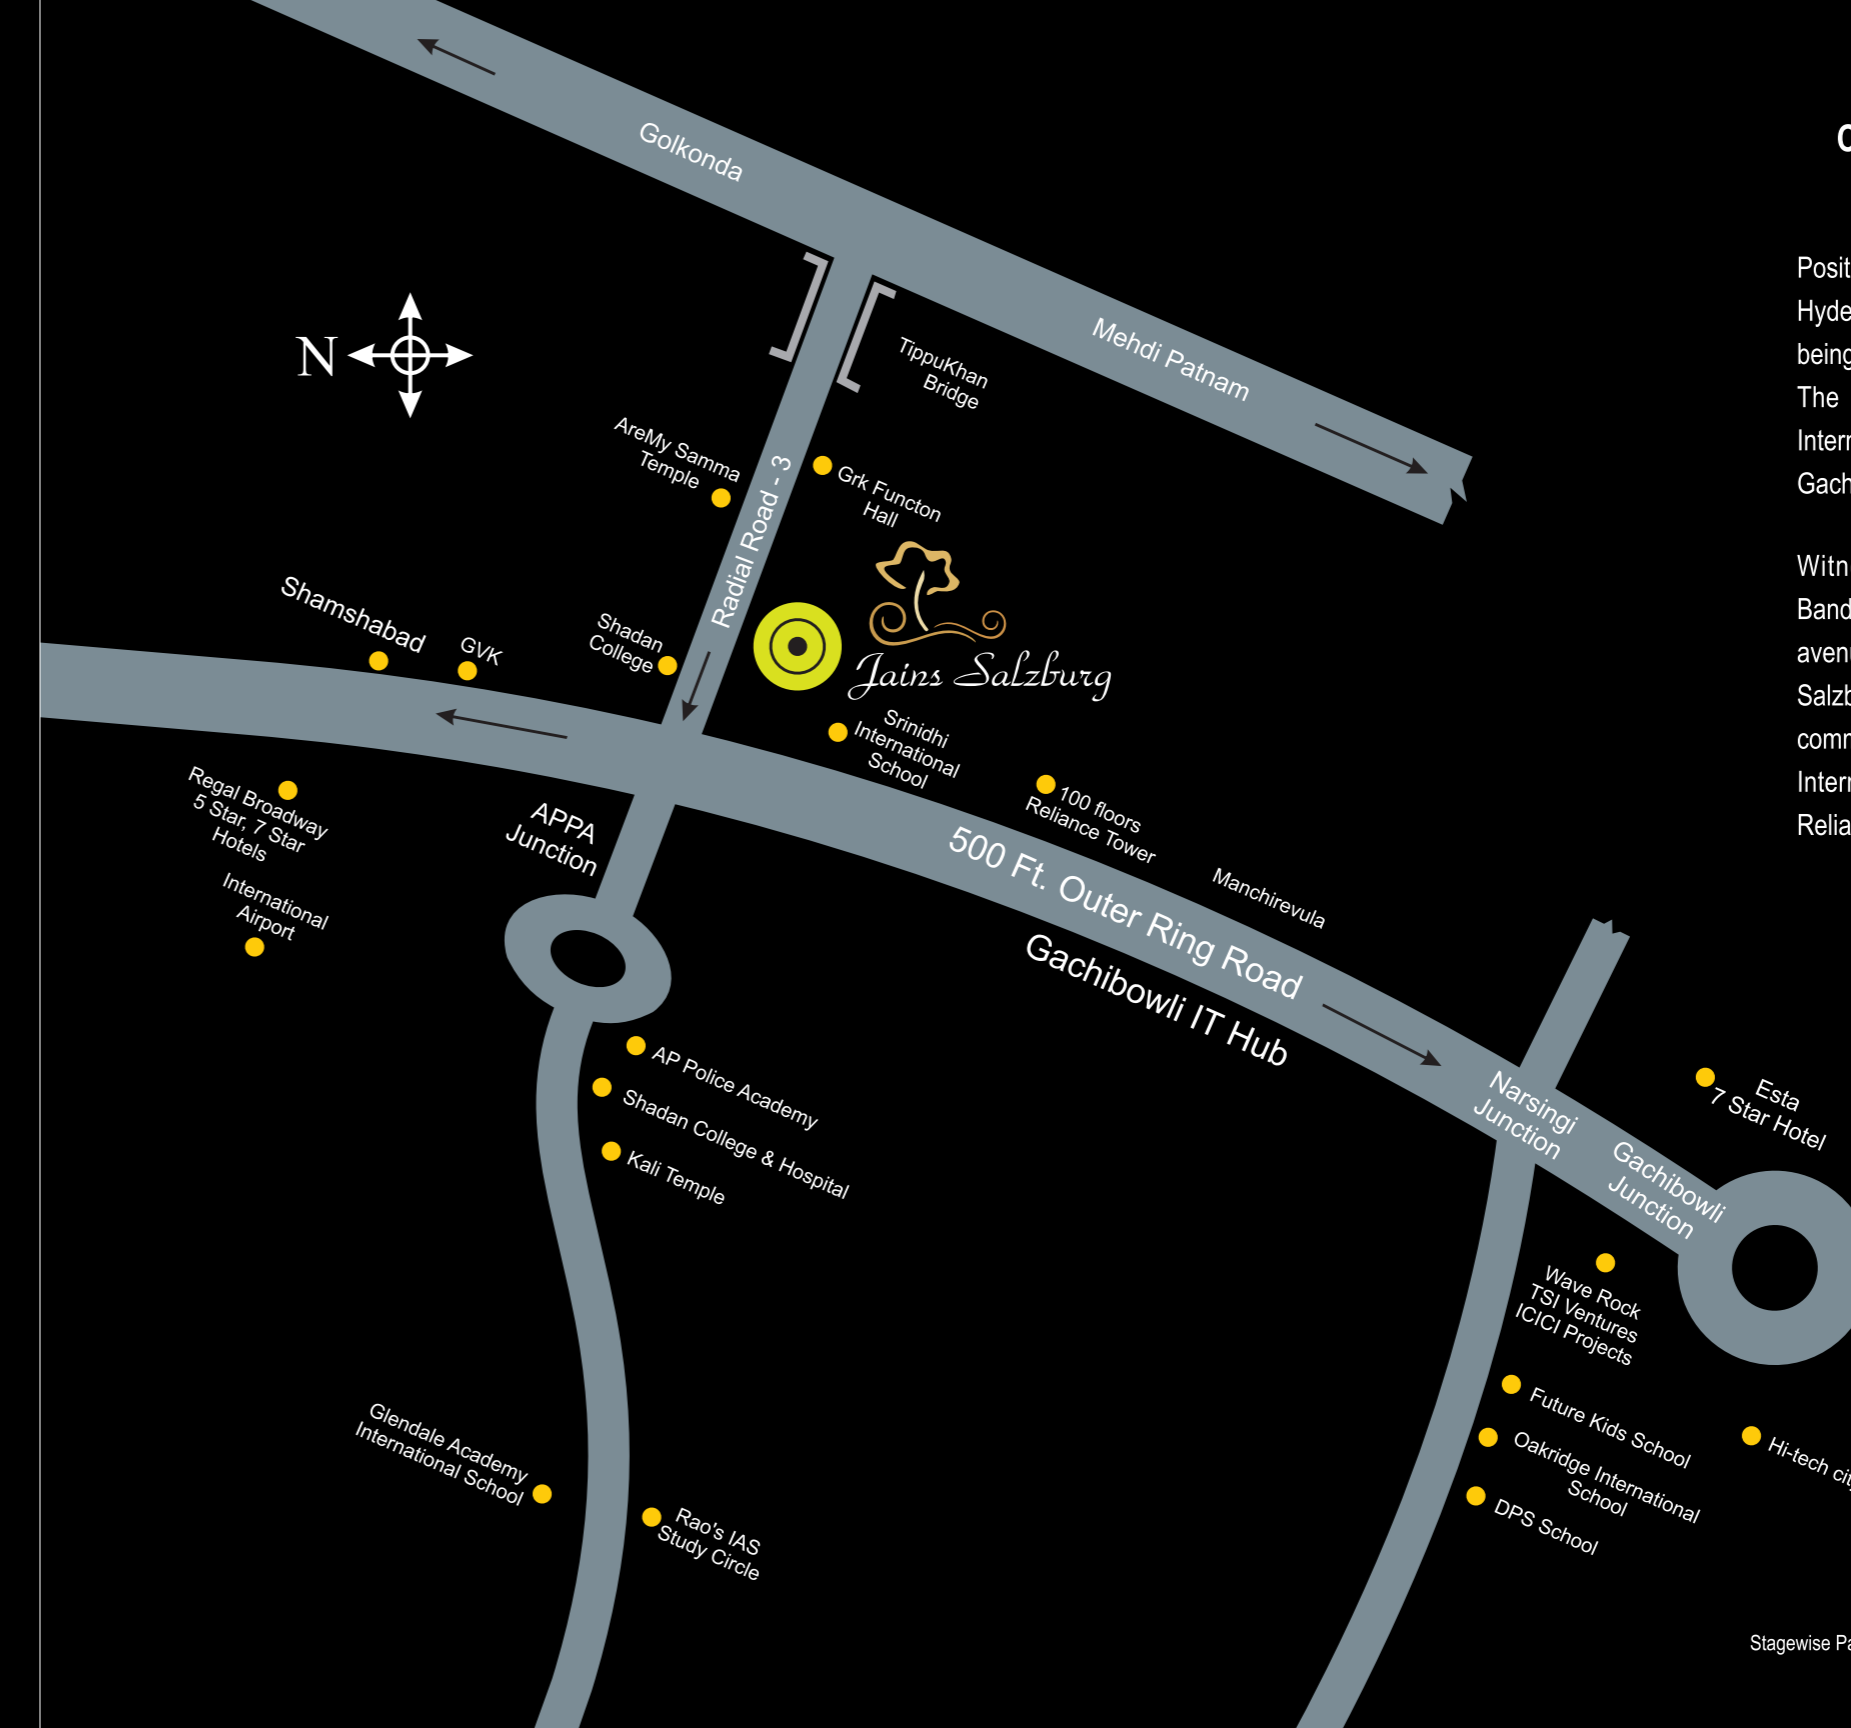 Golkonda
Mehdi Patnam
N
TippuKhan
Bridge
AreMy Samma
Temple
Radial Road - 3
Grk Functon
Hall
Shamshabad
GVK
Shadan
College
Jains Salzburg
Srinidhi
International
School
100 floors
Reliance Tower
Manchirevula
500 Ft. Outer Ring Road
Gachibowli IT Hub
Regal Broadway
5 Star, 7 Star
Hotels
International
Airport
APPA
Junction
AP Police Academy
Shadan College & Hospital
Kali Temple
Glendale Academy
International School
Rao's IAS
Study Circle
Narsingi
Junction
Gachibowli
Junction
Esta
7 Star Hotel
Wave Rock
TSI Ventures
ICICI Projects
Future Kids School
Oakridge International
School
DPS School
Hi-tech
Posit
Hyde
being
The
Intern
Gach
Witn
Band
aven
Salzb
comm
Intern
Relia
Stagewise Pa